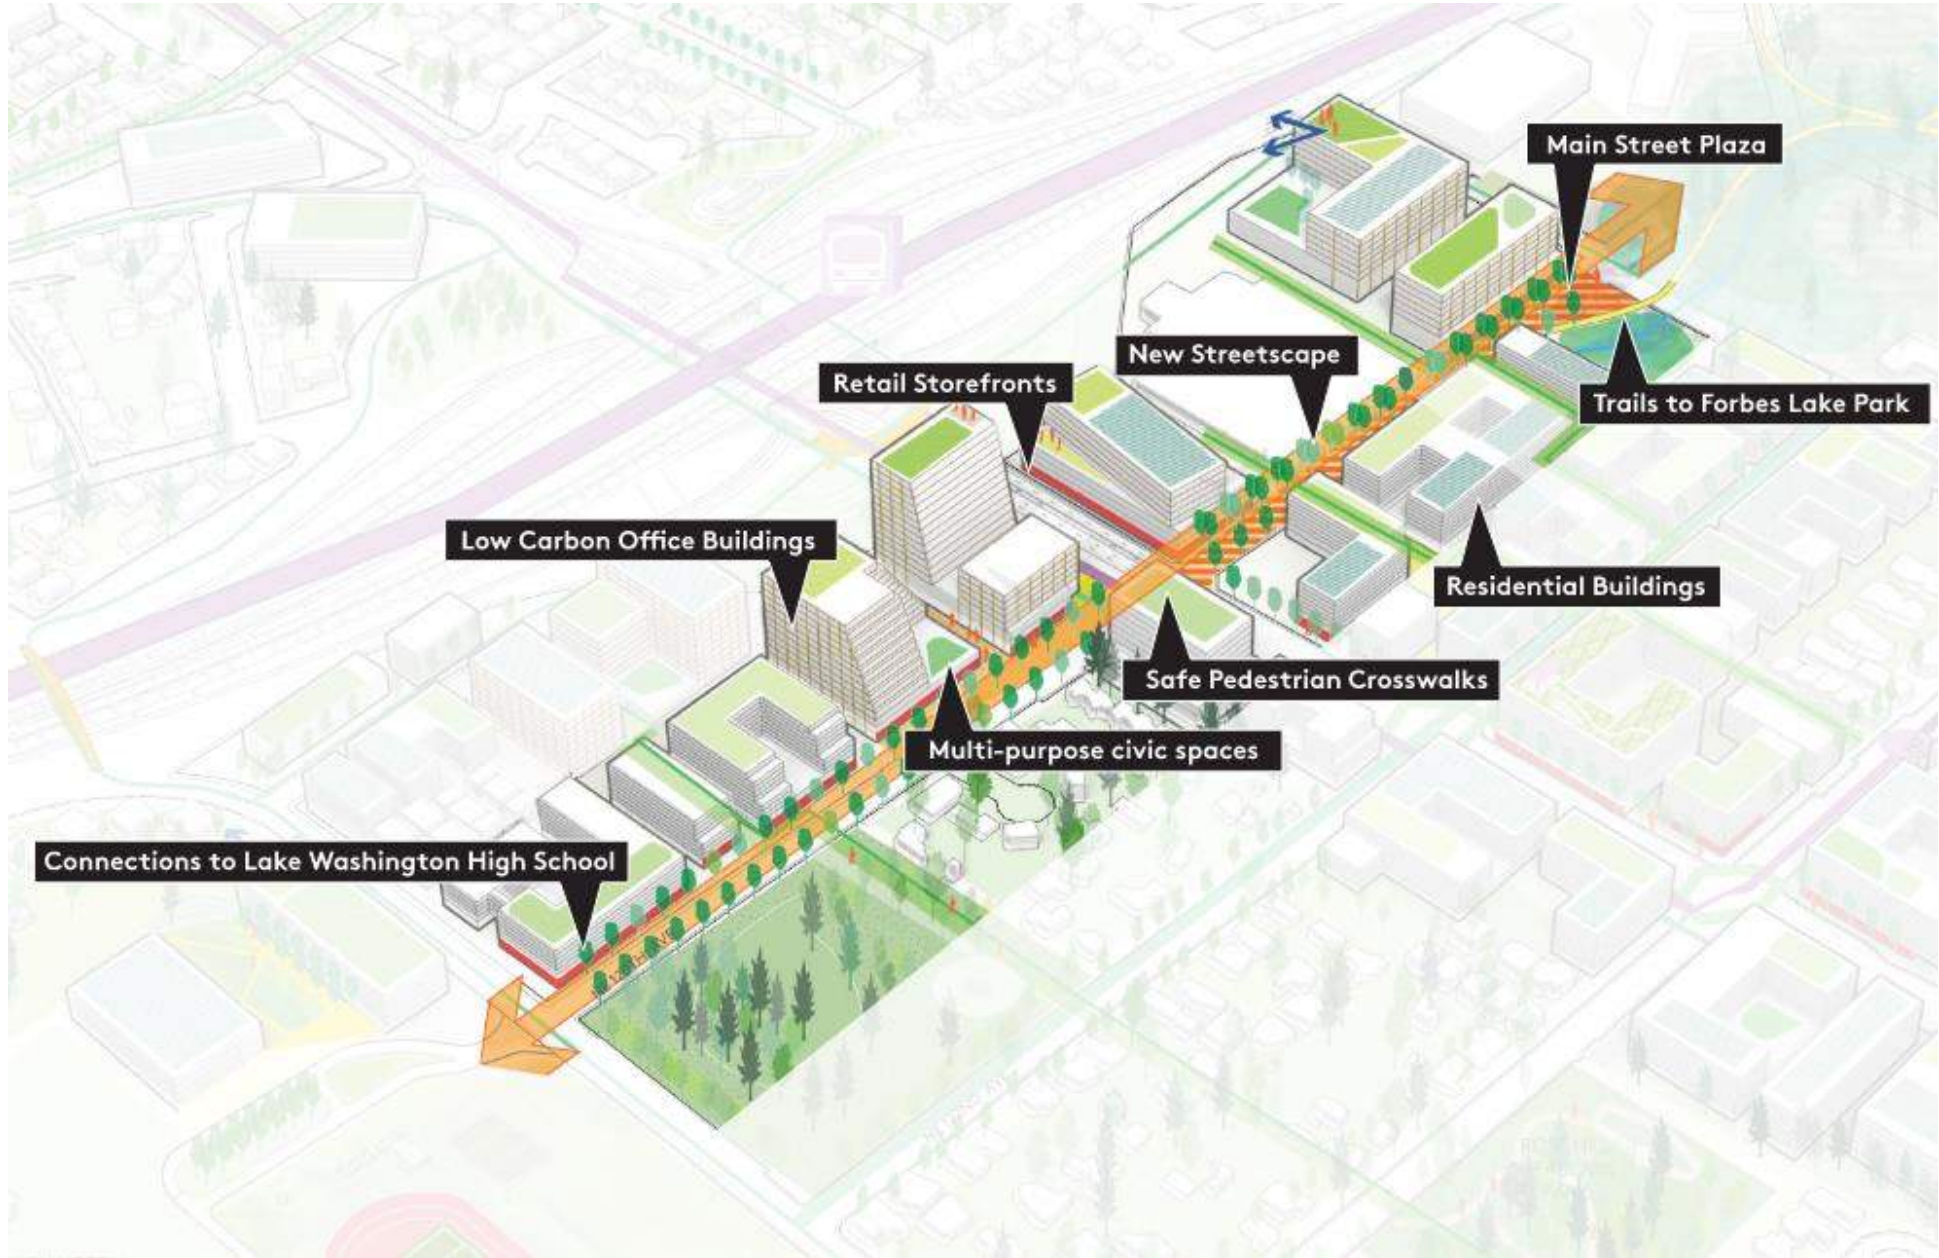 Main Street Plaza
New Streetscape
Retail Storefronts
Trails to Forbes Lake Park
Low Carbon Office Buildings
Residential Buildings
Safe Pedestrian Crosswalks
Multi-purpose civic spaces
Connections to Lake Washington High School